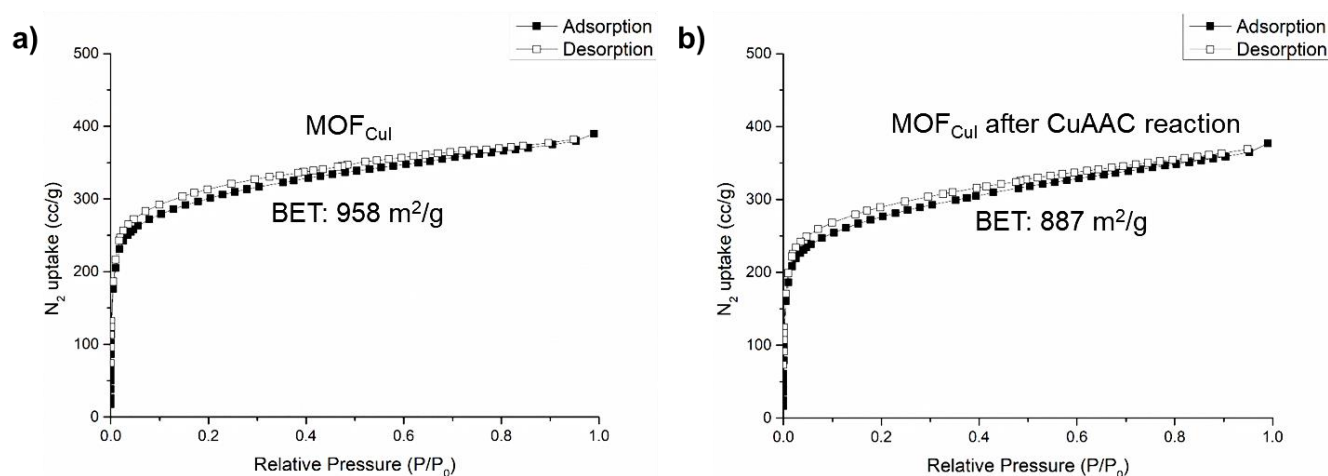 a)
Adsorption
Desorption
500
400
300
200
100
0
N₂ uptake (cc/g)
MOF_CuI
BET: 958 m²/g
0.0 0.2 0.4 0.6 0.8 1.0
Relative Pressure (P/P₀)
b)
Adsorption
Desorption
500
400
300
200
100
0
N₂ uptake (cc/g)
MOF_CuI after CuAAC reaction
BET: 887 m²/g
0.0 0.2 0.4 0.6 0.8 1.0
Relative Pressure (P/P₀)